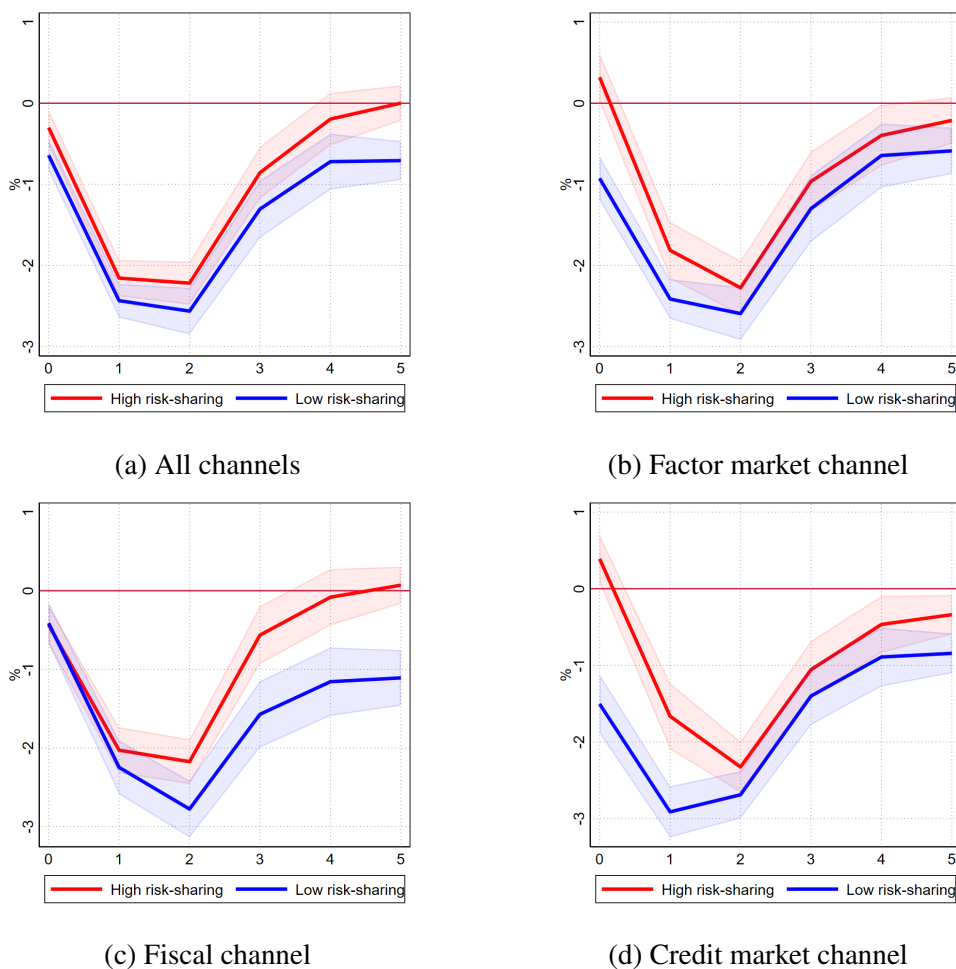 1
0
%
-1
-2
-3
0 1 2 3 4 5
High risk-sharing Low risk-sharing
(a) All channels
1
0
%
-1
-2
-3
0 1 2 3 4 5
High risk-sharing Low risk-sharing
(b) Factor market channel
1
0
%
-1
-2
-3
0 1 2 3 4 5
High risk-sharing Low risk-sharing
(c) Fiscal channel
1
0
%
-1
-2
-3
0 1 2 3 4 5
High risk-sharing Low risk-sharing
(d) Credit market channel